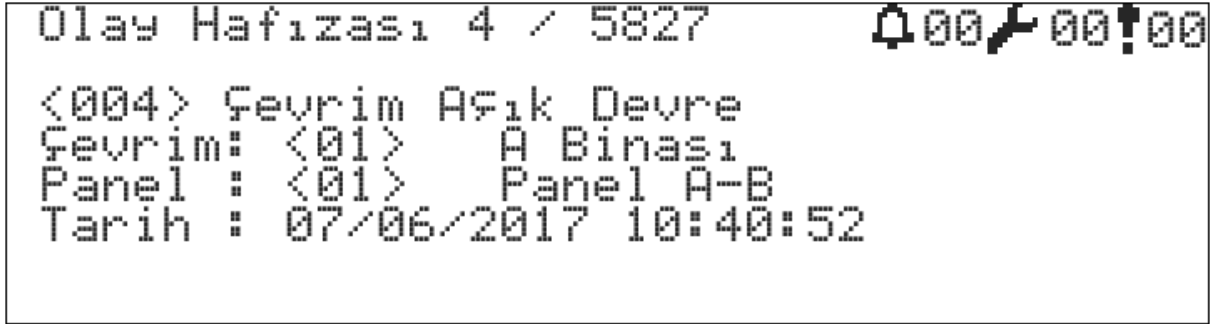 Olay Hafızası 4 / 5827 00 00 00
<004> Çevrim Açık Devre
Çevrim: <01> A Binası
Panel : <01> Panel A-B
Tarih : 07/06/2017 10:40:52